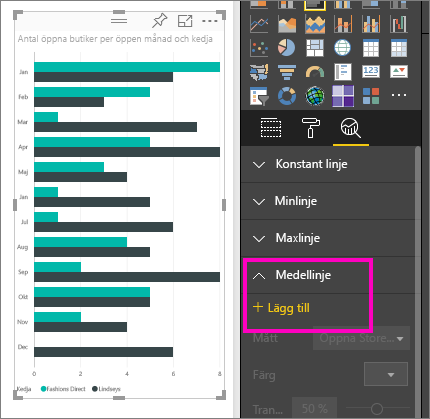 Antal öppna butiker per öppen månad och kedja
Jan
Feb
Mar
Apr
Maj
Jan
Jul
Aug
Sep
Okt
Nov
Dec
0 2 4 6 8
Kedja Fashions Direct Lindseys
123
Konstant linje
Minlinje
Maxlinje
Medellinje
+ Lägg till
Mått Öppna Store...
Färg
Tran... 50 %